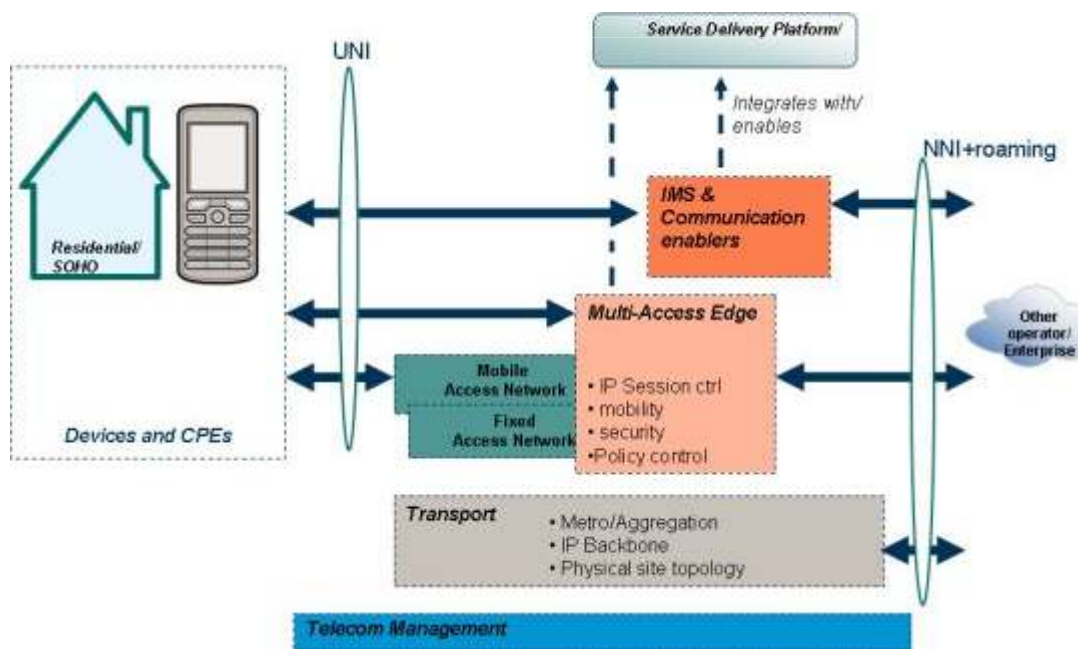 Service Delivery Platform/
UNI
Integrates with/
enables
NNI+roaming
IMS &
Communication
enablers
Residential/
SOHO
Multi-Access Edge
Other
operator/
Enterprise
Mobile
Access Network
• IP Session ctrl
• mobility
• security
•Policy control
Fixed
Access Network
Devices and CPEs
Transport
• Metro/Aggregation
• IP Backbone
• Physical site topology
Telecom Management